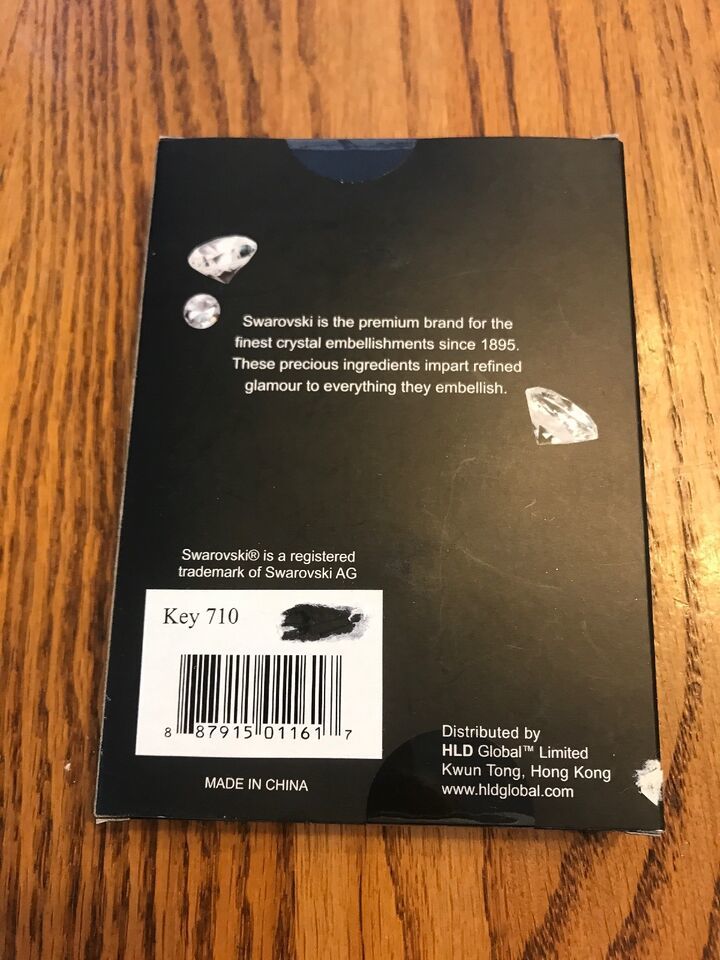 Swarovski is the premium brand for the
finest crystal embellishments since 1895.
These precious ingredients impart refined
glamour to everything they embellish.
Swarovski® is a registered
trademark of Swarovski AG
Key 710
8 87915 01161 7
MADE IN CHINA
Distributed by
HLD Global™ Limited
Kwun Tong, Hong Kong
www.hldglobal.com